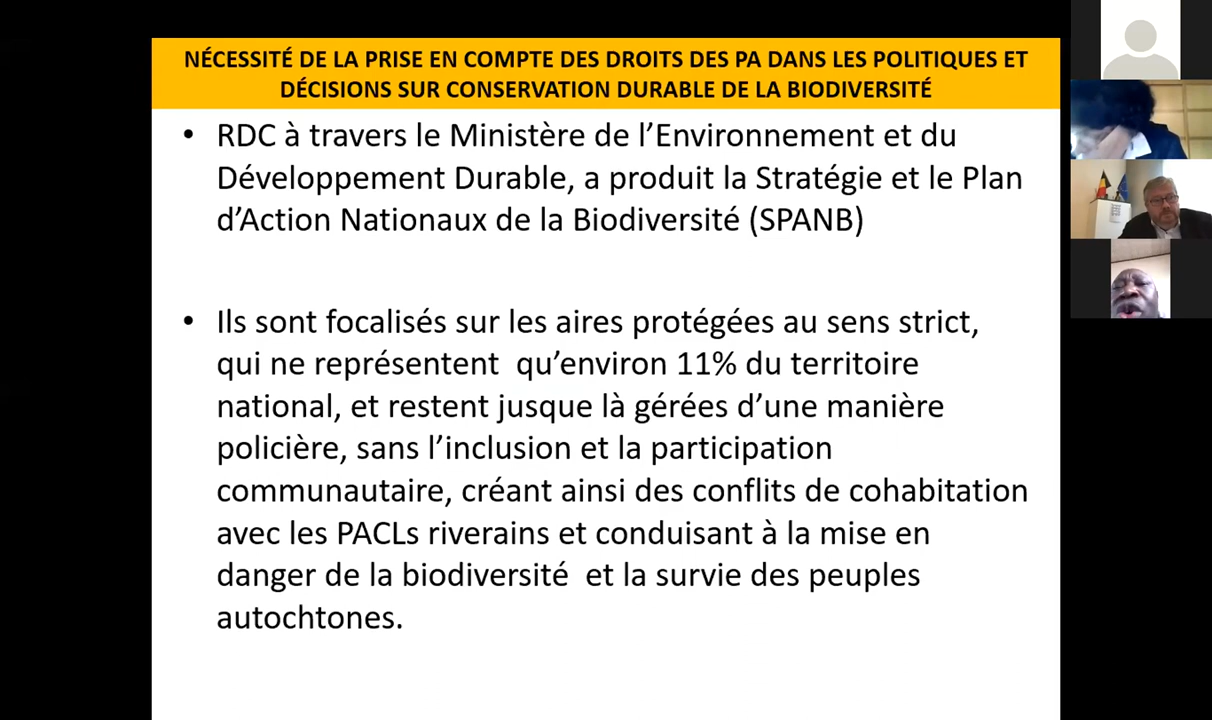 NÉCESSITÉ DE LA PRISE EN COMPTE DES DROITS DES PA DANS LES POLITIQUES ET
DÉCISIONS SUR CONSERVATION DURABLE DE LA BIODIVERSITÉ
• RDC à travers le Ministère de l’Environnement et du
Développement Durable, a produit la Stratégie et le Plan
d’Action Nationaux de la Biodiversité (SPANB)
• Ils sont focalisés sur les aires protégées au sens strict,
qui ne représentent  qu’environ 11% du territoire
national, et restent jusque là gérées d’une manière
policière, sans l’inclusion et la participation
communautaire, créant ainsi des conflits de cohabitation
avec les PACLs riverains et conduisant à la mise en
danger de la biodiversité  et la survie des peuples
autochtones.